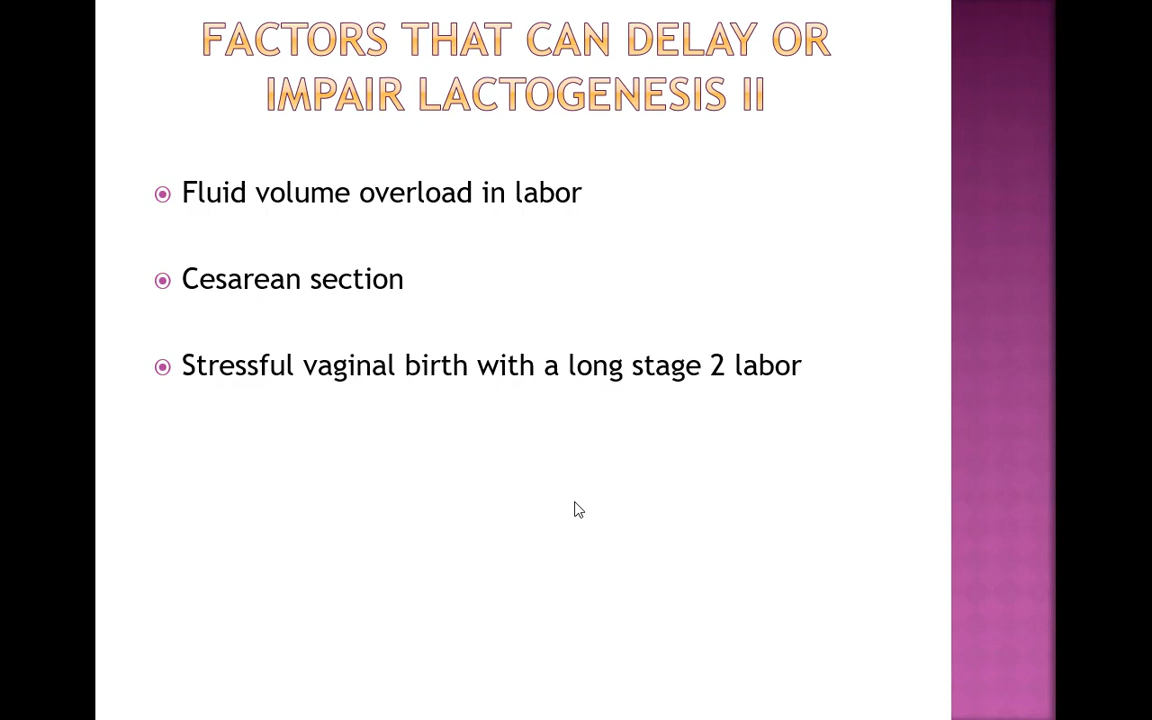 FACTORS THAT CAN DELAY OR
IMPAIR LACTOGENESIS II
Fluid volume overload in labor
Cesarean section
Stressful vaginal birth with a long stage 2 labor